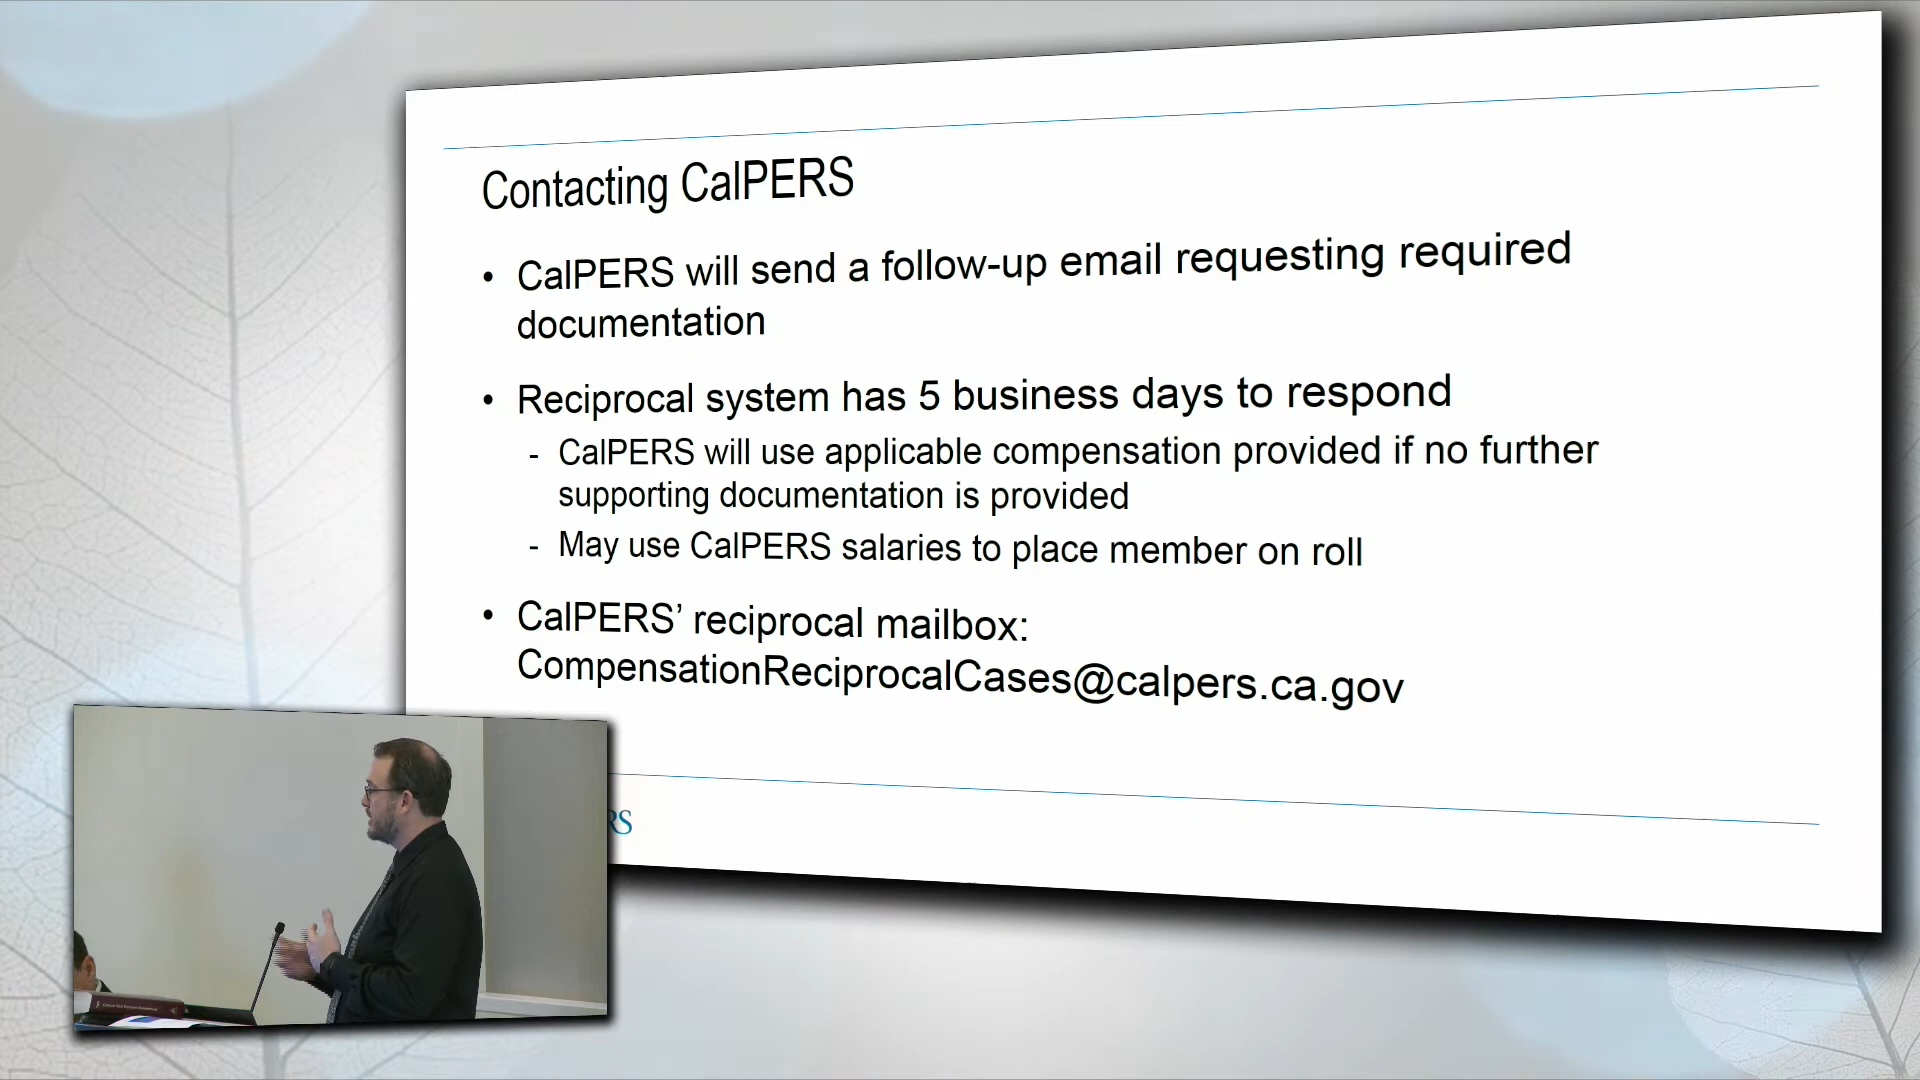 Contacting CalPERS
• CalPERS will send a follow-up email requesting required
documentation
• Reciprocal system has 5 business days to respond
- CalPERS will use applicable compensation provided if no further
supporting documentation is provided
- May use CalPERS salaries to place member on roll
• CalPERS’ reciprocal mailbox:
CompensationReciprocalCases@calpers.ca.gov
RS